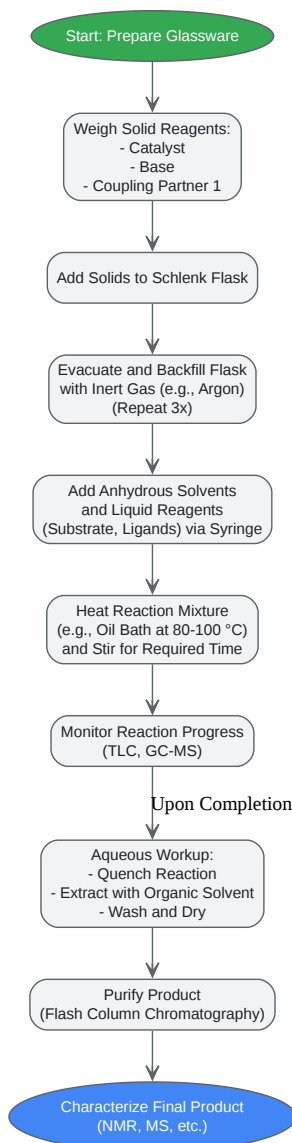 Start: Prepare Glassware
Weigh Solid Reagents:
- Catalyst
- Base
- Coupling Partner 1
Add Solids to Schlenk Flask
Evacuate and Backfill Flask
with Inert Gas (e.g., Argon)
(Repeat 3x)
Add Anhydrous Solvents
and Liquid Reagents
(Substrate, Ligands) via Syringe
Heat Reaction Mixture
(e.g., Oil Bath at 80-100 °C)
and Stir for Required Time
Monitor Reaction Progress
(TLC, GC-MS)
Upon Completion
Aqueous Workup:
- Quench Reaction
- Extract with Organic Solvent
- Wash and Dry
Purify Product
(Flash Column Chromatography)
Characterize Final Product
(NMR, MS, etc.)